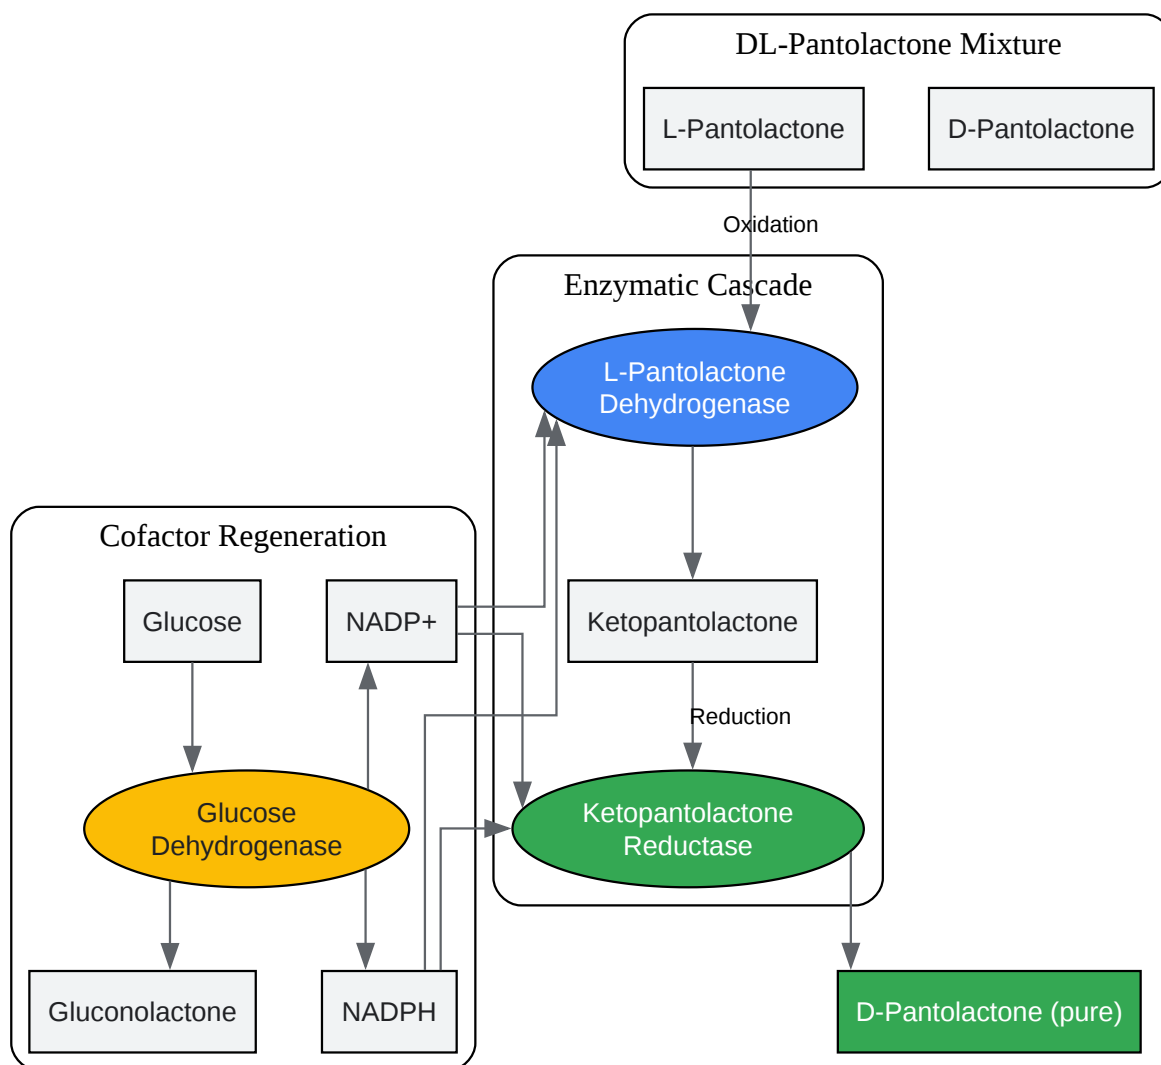 DL-Pantolactone Mixture
L-Pantolactone
D-Pantolactone
Oxidation
Enzymatic Cascade
L-Pantolactone
Dehydrogenase
Cofactor Regeneration
Glucose
NADP+
Ketopantolactone
Reduction
Glucose
Dehydrogenase
Ketopantolactone
Reductase
Gluconolactone
NADPH
D-Pantolactone (pure)